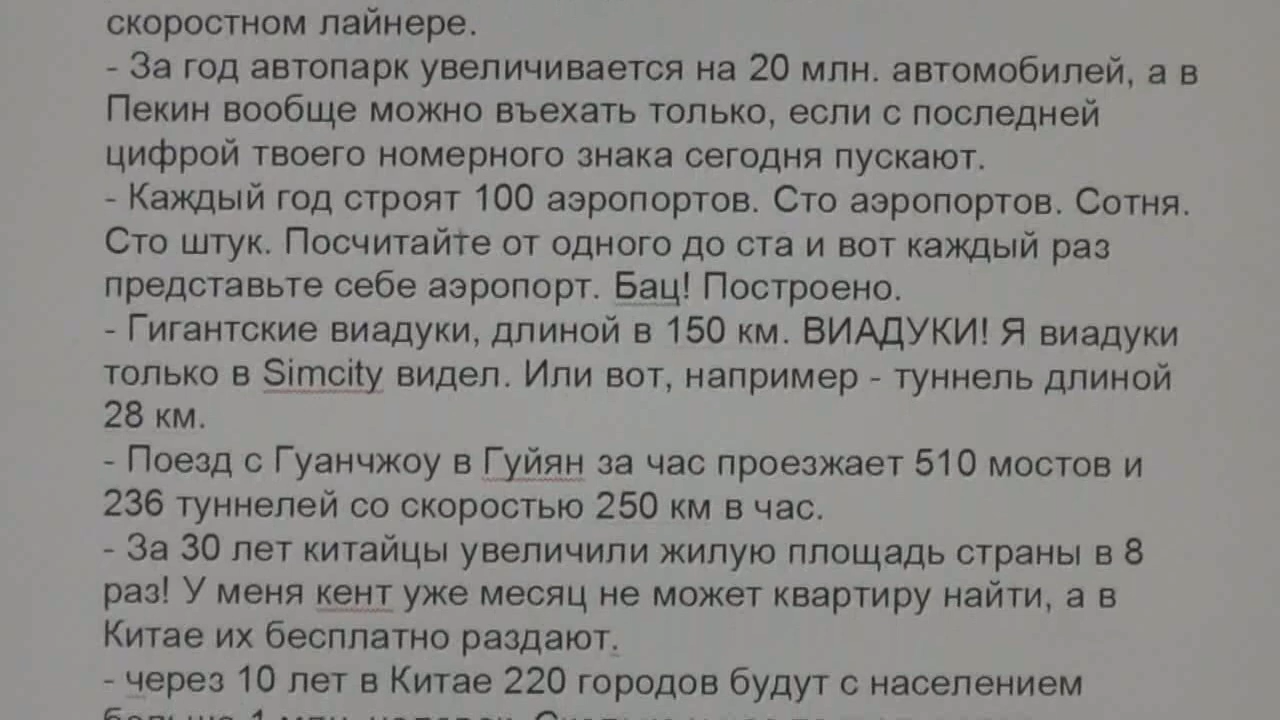 скоростном лайнере.
- За год автопарк увеличивается на 20 млн. автомобилей, а в
Пекин вообще можно въехать только, если с последней
цифрой твоего номерного знака сегодня пускают.
- Каждый год строят 100 аэропортов. Сто аэропортов. Сотня.
Сто штук. Посчитайте от одного до ста и вот каждый раз
представьте себе аэропорт. Бац! Построено.
- Гигантские виадуки, длиной в 150 км. ВИАДУКИ! Я виадуки
только в Simcity видел. Или вот, например - туннель длиной
28 км.
- Поезд с Гуанчжоу в Гуйян за час проезжает 510 мостов и
236 туннелей со скоростью 250 км в час.
- За 30 лет китайцы увеличили жилую площадь страны в 8
раз! У меня кент уже месяц не может квартиру найти, а в
Китае их бесплатно раздают.
- через 10 лет в Китае 220 городов будут с населением